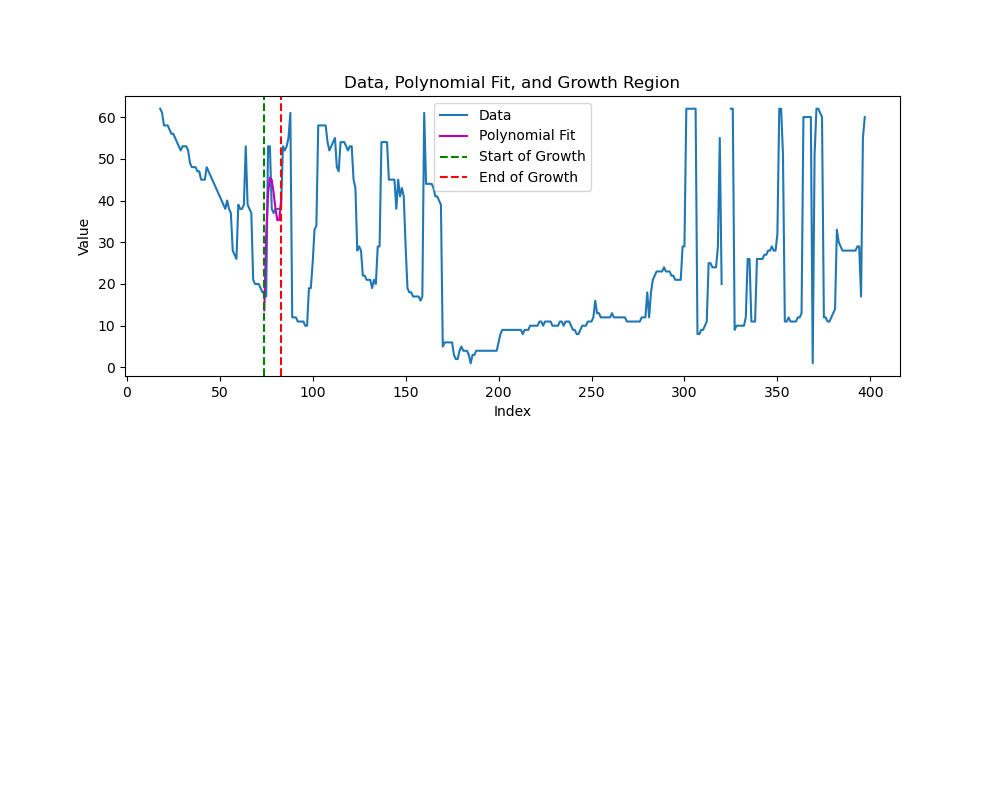 Data, Polynomial Fit, and Growth Region
Data
Polynomial Fit
Start of Growth
End of Growth
Value
60
50
40
30
20
10
0
0 50 100 150 200 250 300 350 400
Index